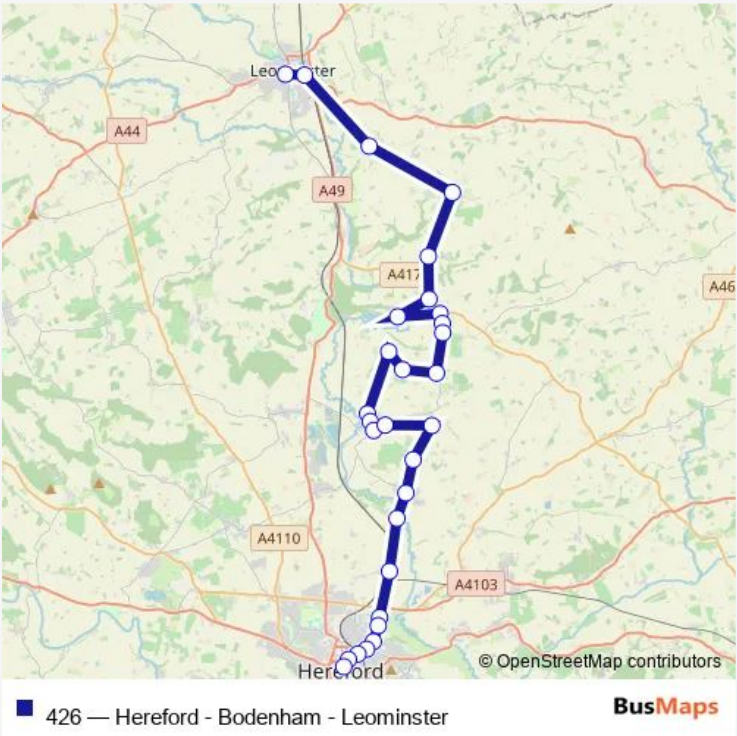 Leominster
A44
A49
A417
A46
A4110
A4103
© OpenStreetMap contributors
Hereford
426 — Hereford - Bodenham - Leominster
BusMaps